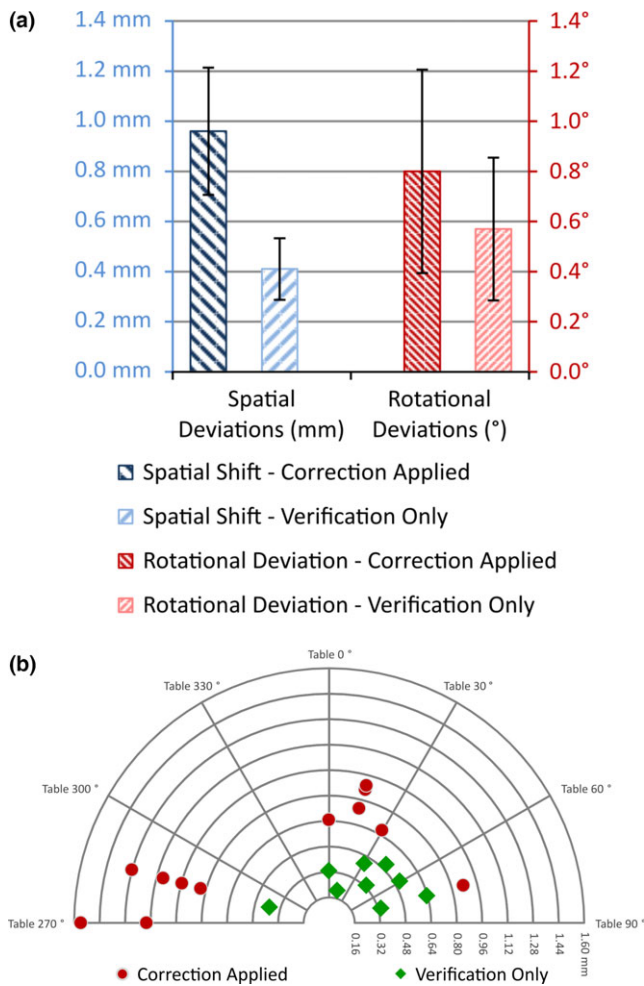 (a)
1.4 mm
1.2 mm
1.0 mm
0.8 mm
0.6 mm
0.4 mm
0.2 mm
0.0 mm
1.4°
1.2°
1.0°
0.8°
0.6°
0.4°
0.2°
0.0°
Spatial
Deviations (mm)
Rotational
Deviations (°)
Spatial Shift - Correction Applied
Spatial Shift - Verification Only
Rotational Deviation - Correction Applied
Rotational Deviation - Verification Only
(b)
Table 0 °
Table 330 °
Table 30 °
Table 300 °
Table 60 °
Table 270 °
Table 90 °
0.16
0.32
0.48
0.64
0.80
0.96
1.12
1.28
1.44
1.60 mm
Correction Applied
Verification Only